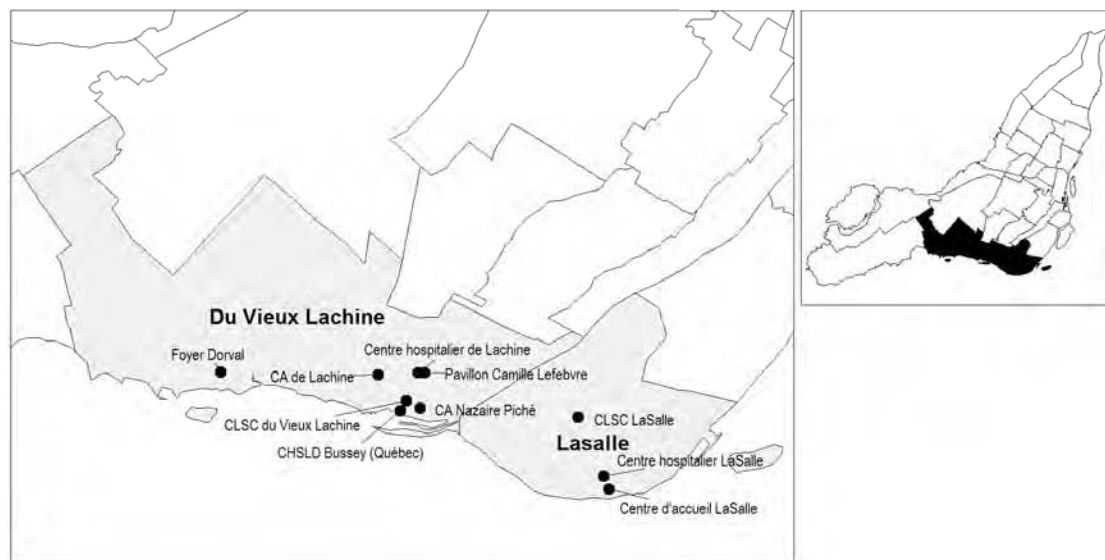 Du Vieux Lachine
Centre hospitalier de Lachine
Foyer Dorval
CA de Lachine
Pavillon Camille Lefebvre
CA Nazaire Piché
CLSC du Vieux Lachine
CLSC LaSalle
Lasalle
CHSLD Bussey (Québec)
Centre hospitalier LaSalle
Centre d'accueil LaSalle